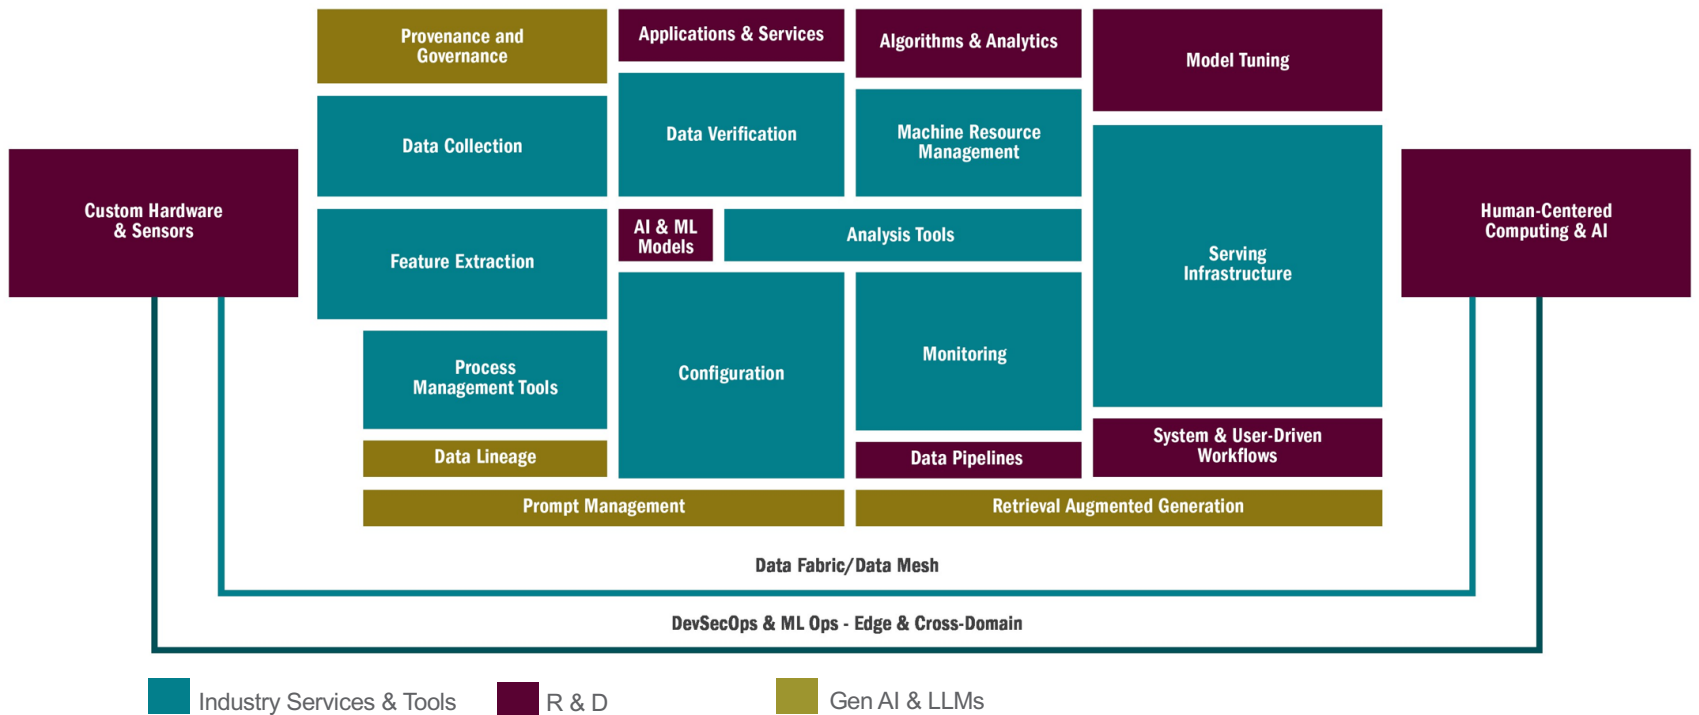 Provenance and
Governance
Applications & Services
Algorithms & Analytics
Model Tuning
Data Collection
Data Verification
Machine Resource
Management
Custom Hardware
& Sensors
Feature Extraction
AI & ML
Models
Analysis Tools
Serving
Infrastructure
Human-Centered
Computing & AI
Process
Management Tools
Configuration
Monitoring
Data Lineage
Data Pipelines
System & User-Driven
Workflows
Prompt Management
Retrieval Augmented Generation
Data Fabric/Data Mesh
DevSecOps & ML Ops - Edge & Cross-Domain
Industry Services & Tools
R & D
Gen AI & LLMs